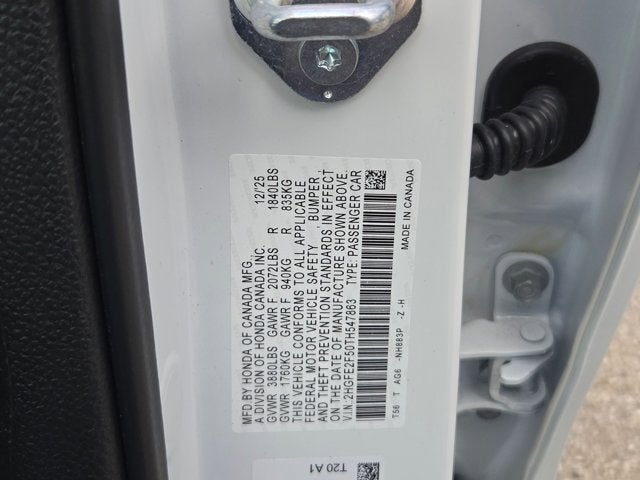 MFD BY HONDA OF CANADA MFG.,
A DIVISION OF HONDA CANADA INC. 12/25
GVWR 3880LBS GAWR F 2072LBS R 1840LBS
GVWR 1760KG GAWR F 940KG R 835KG
THIS VEHICLE CONFORMS TO ALL APPLICABLE
FEDERAL MOTOR VEHICLE SAFETY , BUMPER ,
AND THEFT PREVENTION STANDARDS IN EFFECT
ON THE DATE OF MANUFACTURE SHOWN ABOVE.
V.I.N. 2HGFE2F50TH547863 TYPE: PASSENGER CAR
T56 T AG6 -NH883P -Z -H
MADE IN CANADA
T20 A1